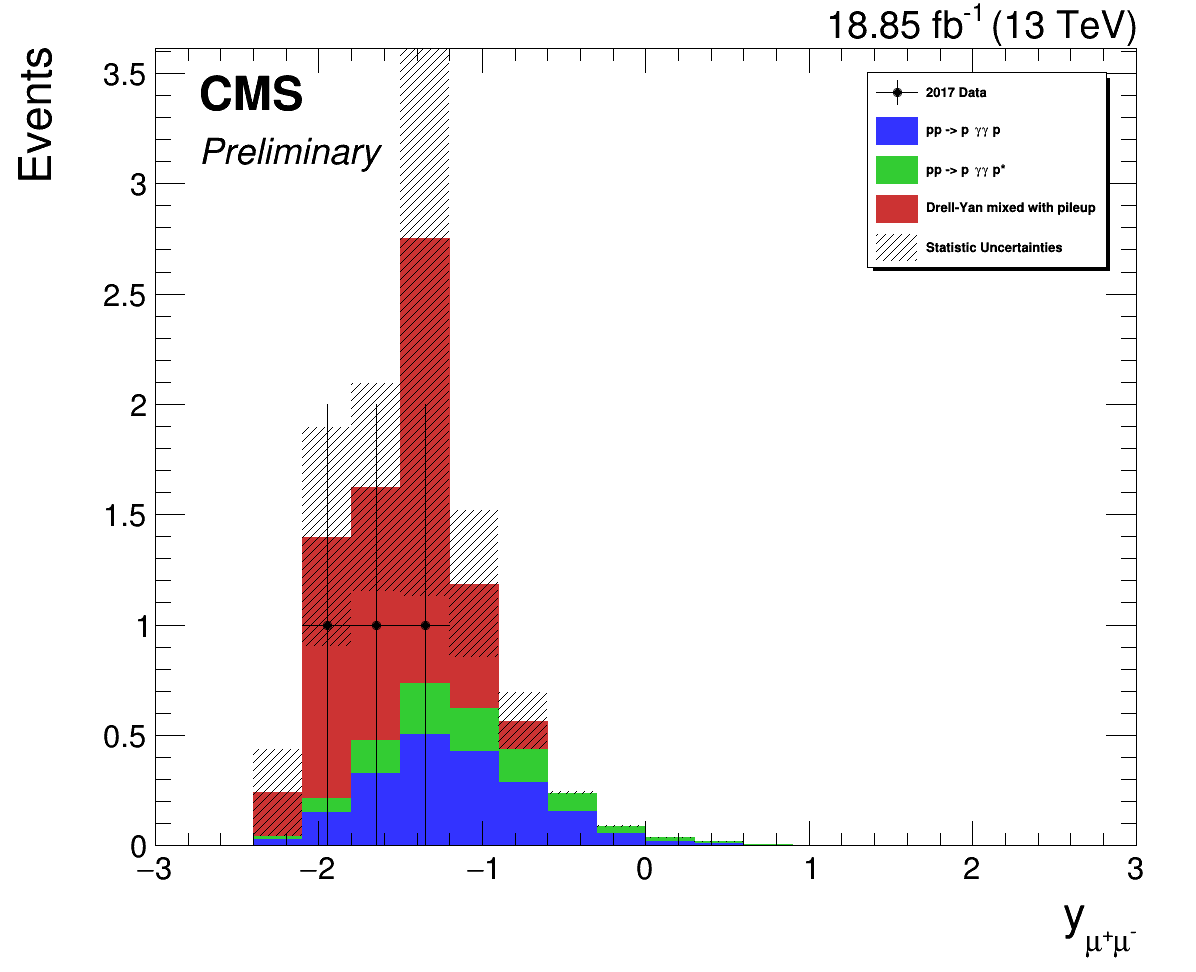 18.85 fb-1 (13 TeV)
Events
CMS
Preliminary
2017 Data
pp -> p γγ p
pp -> p γγ p*
Drell-Yan mixed with pileup
Statistic Uncertainties
3.5
3
2.5
2
1.5
1
0.5
0
−3 −2 −1 0 1 2 3
yμ+μ-